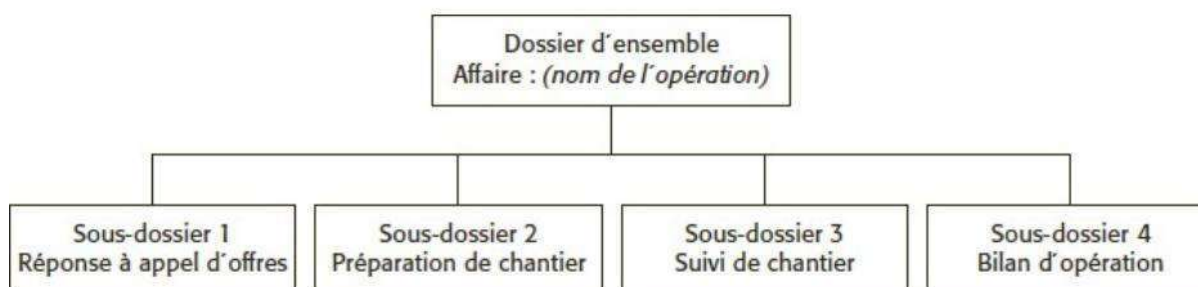 Dossier d´ensemble
Affaire : (nom de l´opération)
Sous-dossier 1
Réponse à appel d´offres
Sous-dossier 2
Préparation de chantier
Sous-dossier 3
Suivi de chantier
Sous-dossier 4
Bilan d´opération